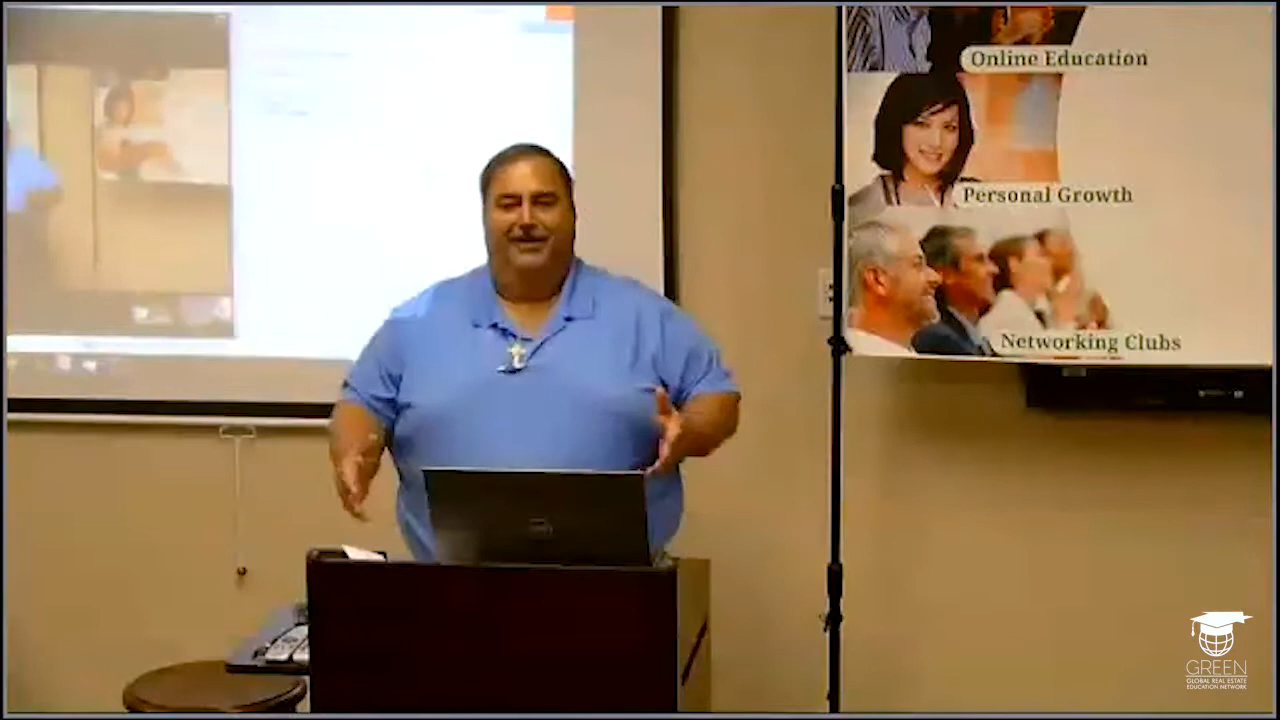 Online Education
Personal Growth
Networking Clubs
GREEN
GLOBAL REAL ESTATE
EDUCATION NETWORK